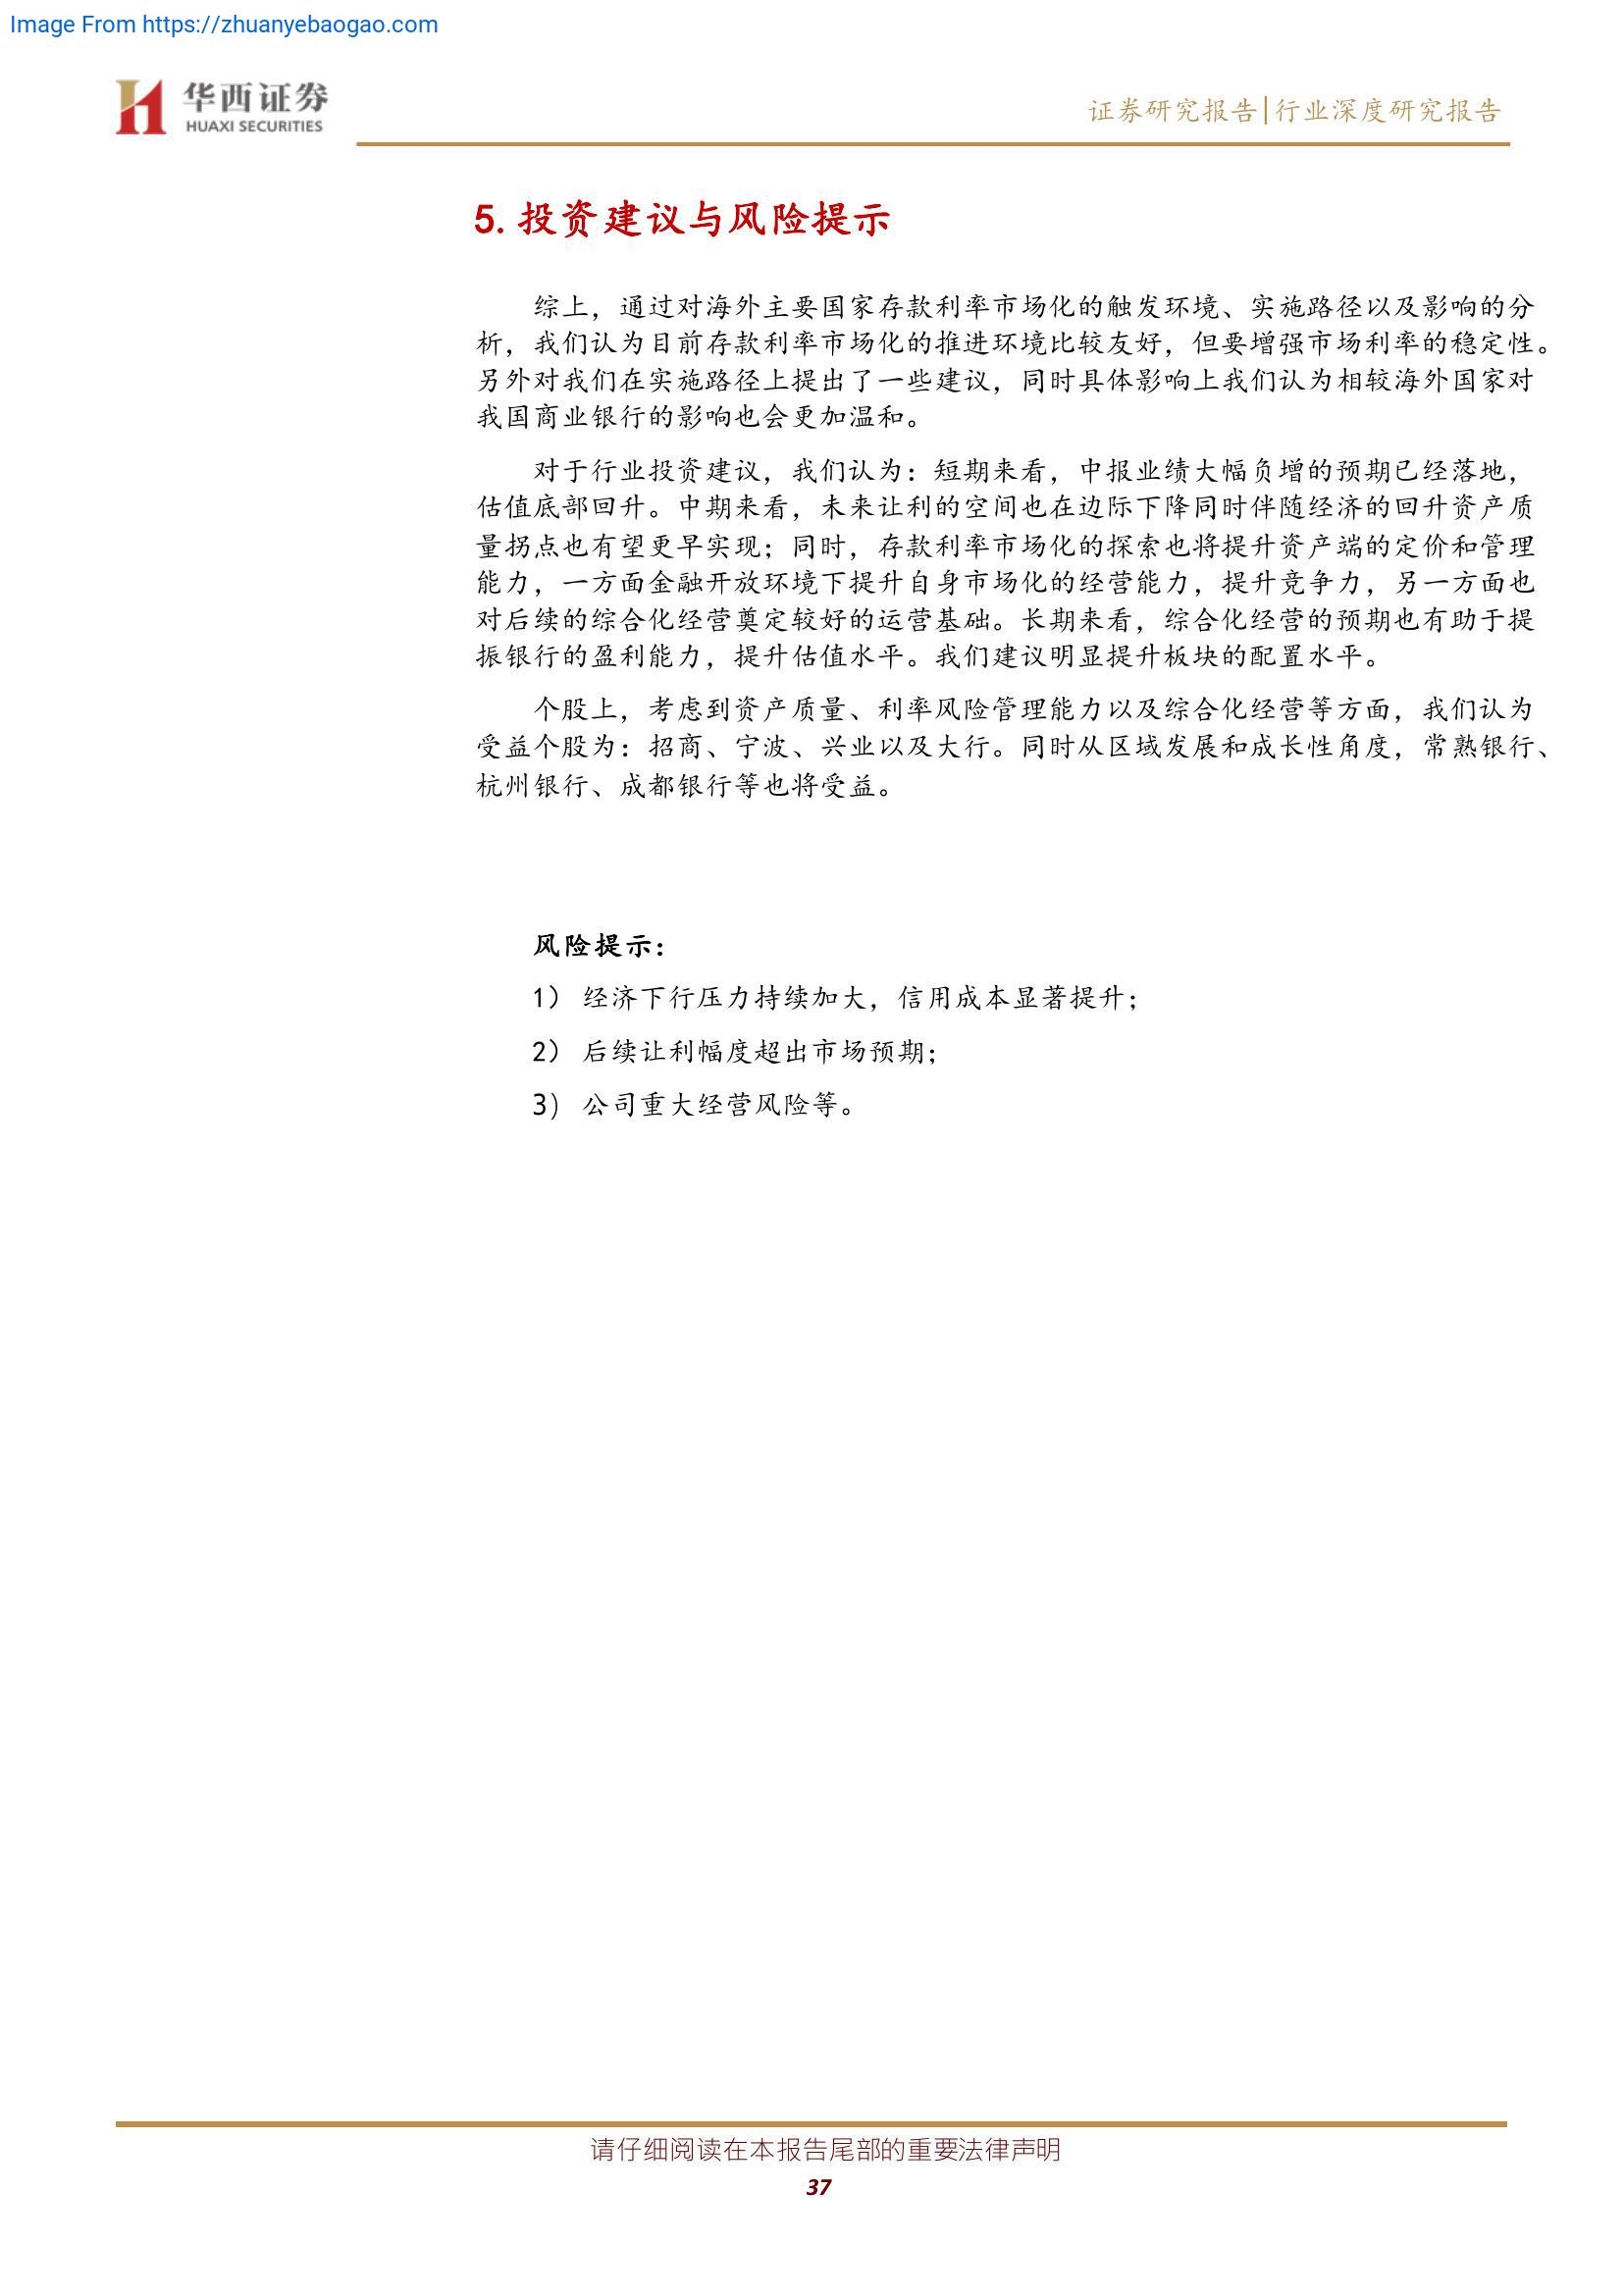 Image From https://zhuanyebaogao.com
华西证券
HUAXI SECURITIES
证券研究报告|行业深度研究报告
5.投资建议与风险提示
综上，通过对海外主要国家存款利率市场化的触发环境、实施路径以及影响的分
析，我们认为目前存款利率市场化的推进环境比较友好，但要增强市场利率的稳定性。
另外对我们在实施路径上提出了一些建议，同时具体影响上我们认为相较海外国家对
我国商业银行的影响也会更加温和。
对于行业投资建议，我们认为：短期来看，中报业绩大幅负增的预期已经落地，
估值底部回升。中期来看，未来让利的空间也在边际下降同时伴随经济的回升资产质
量拐点也有望更早实现；同时，存款利率市场化的探索也将提升资产端的定价和管理
能力，一方面金融开放环境下提升自身市场化的经营能力，提升竞争力，另一方面也
对后续的综合化经营奠定较好的运营基础。长期来看，综合化经营的预期也有助于提
振银行的盈利能力，提升估值水平。我们建议明显提升板块的配置水平。
个股上，考虑到资产质量、利率风险管理能力以及综合化经营等方面，我们认为
受益个股为：招商、宁波、兴业以及大行。同时从区域发展和成长性角度，常熟银行、
杭州银行、成都银行等也将受益。
风险提示：
1） 经济下行压力持续加大，信用成本显著提升；
2） 后续让利幅度超出市场预期；
3） 公司重大经营风险等。
请仔细阅读在本报告尾部的重要法律声明
37